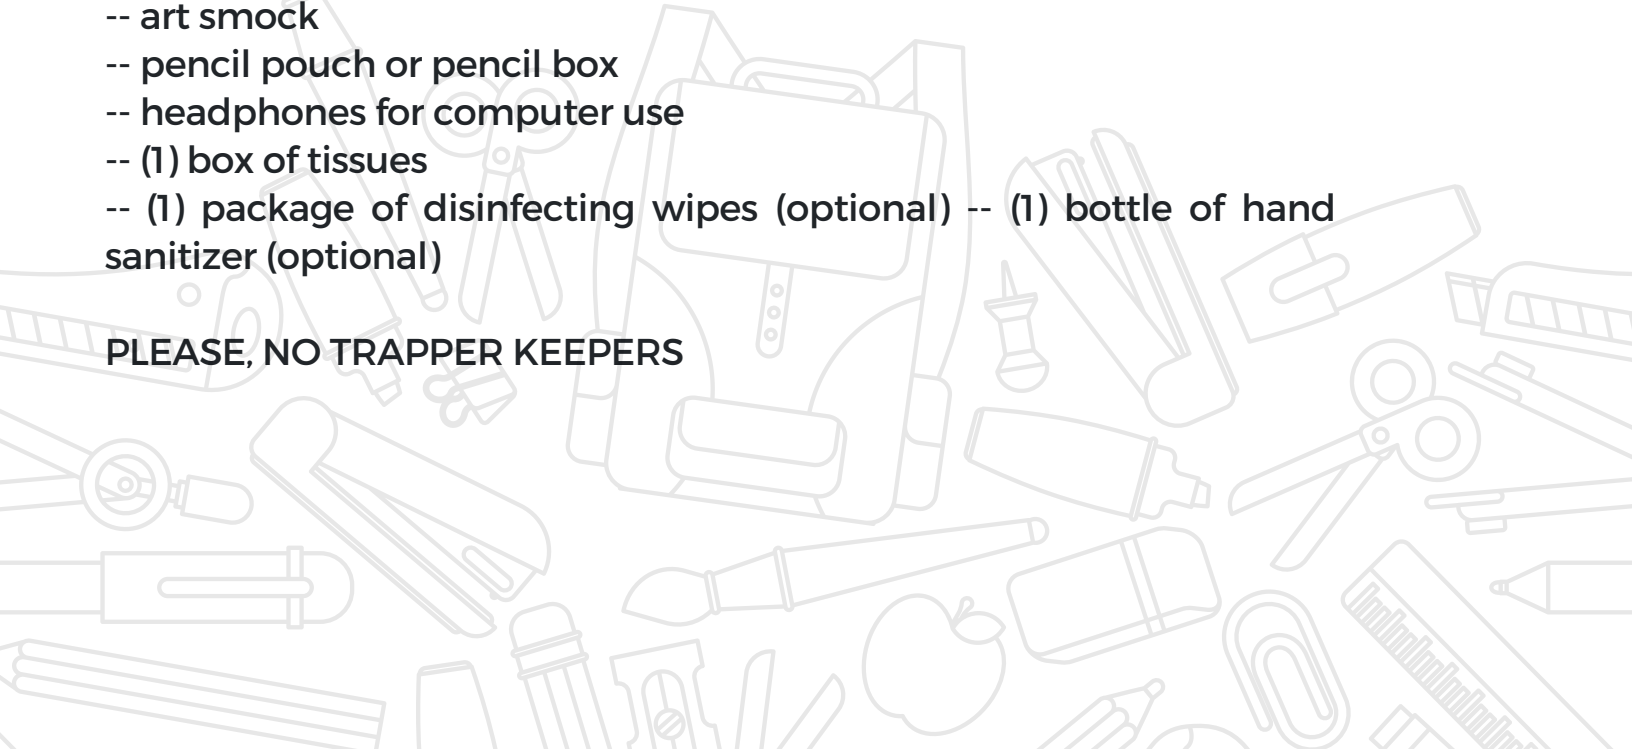 -- art smock
-- pencil pouch or pencil box
-- headphones for computer use
-- (1) box of tissues
-- (1) package of disinfecting wipes (optional) -- (1) bottle of hand
sanitizer (optional)
PLEASE, NO TRAPPER KEEPERS